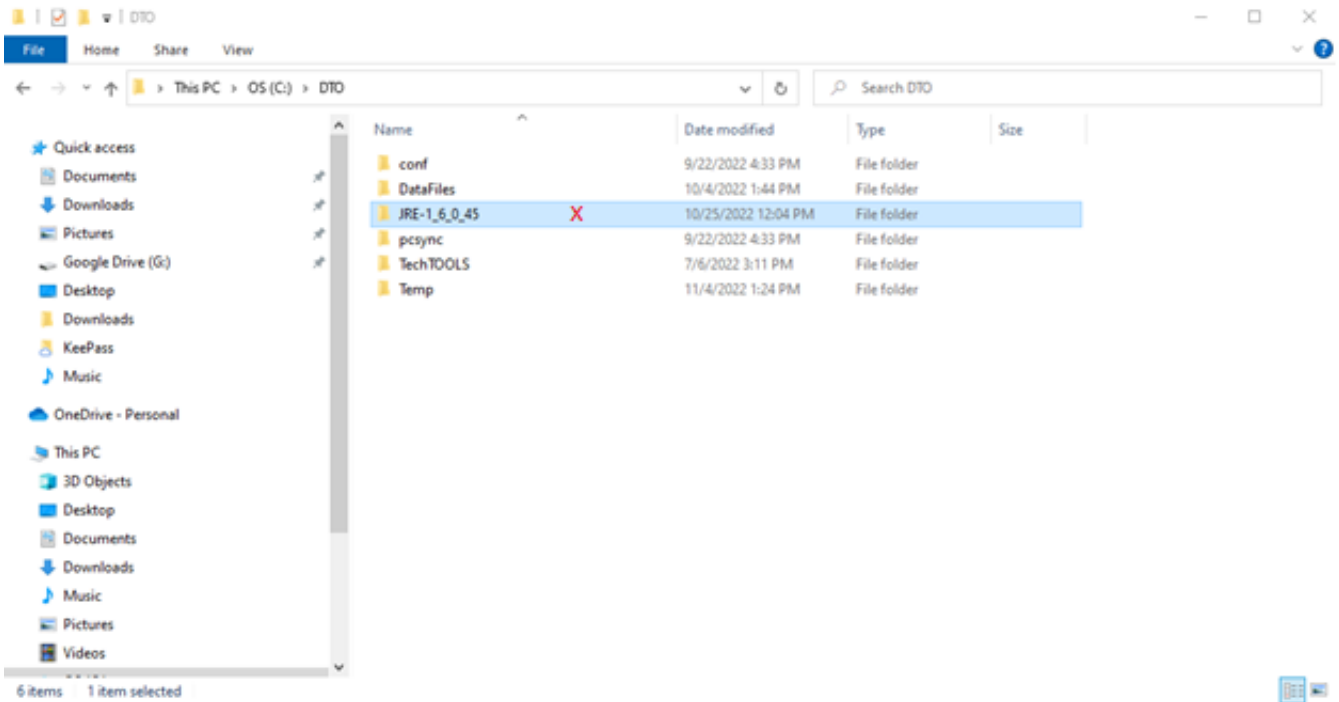 DTO
File Home Share View
This PC > OS (C:) > DTO
Search DTO
Name Date modified Type Size
Quick access
Documents
Downloads
Pictures
Google Drive (G:)
Desktop
Downloads
KeePass
Music
OneDrive - Personal
This PC
3D Objects
Desktop
Documents
Downloads
Music
Pictures
Videos
conf 9/22/2022 4:33 PM File folder
DataFiles 10/4/2022 1:44 PM File folder
JRE-1_6_0_45 X 10/25/2022 12:04 PM File folder
pcsync 9/22/2022 4:33 PM File folder
TechTOOLS 7/6/2022 3:11 PM File folder
Temp 11/4/2022 1:24 PM File folder
6 items 1 item selected